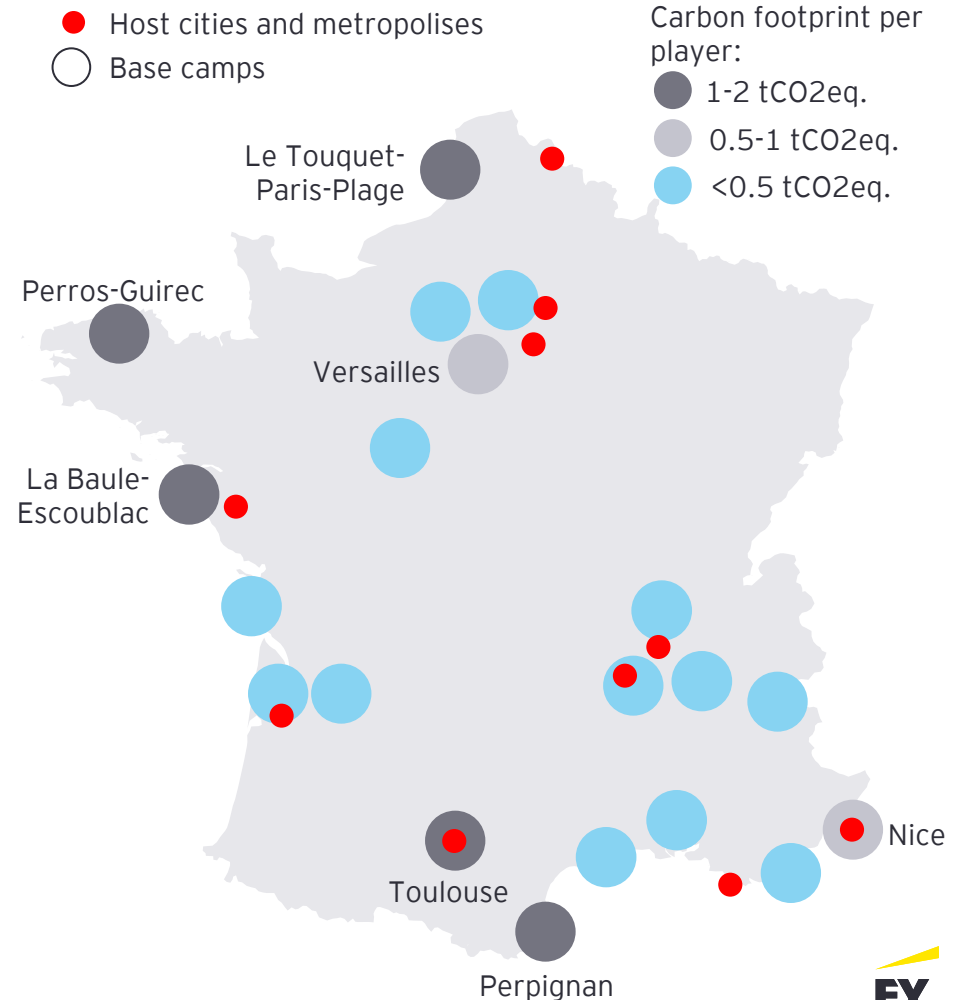 Host cities and metropolises
Base camps
Carbon footprint per
player:
1-2 tCO2eq.
0.5-1 tCO2eq.
<0.5 tCO2eq.
Le Touquet-
Paris-Plage
Perros-Guirec
Versailles
La Baule-
Escoublac
Nice
Toulouse
Perpignan
EY